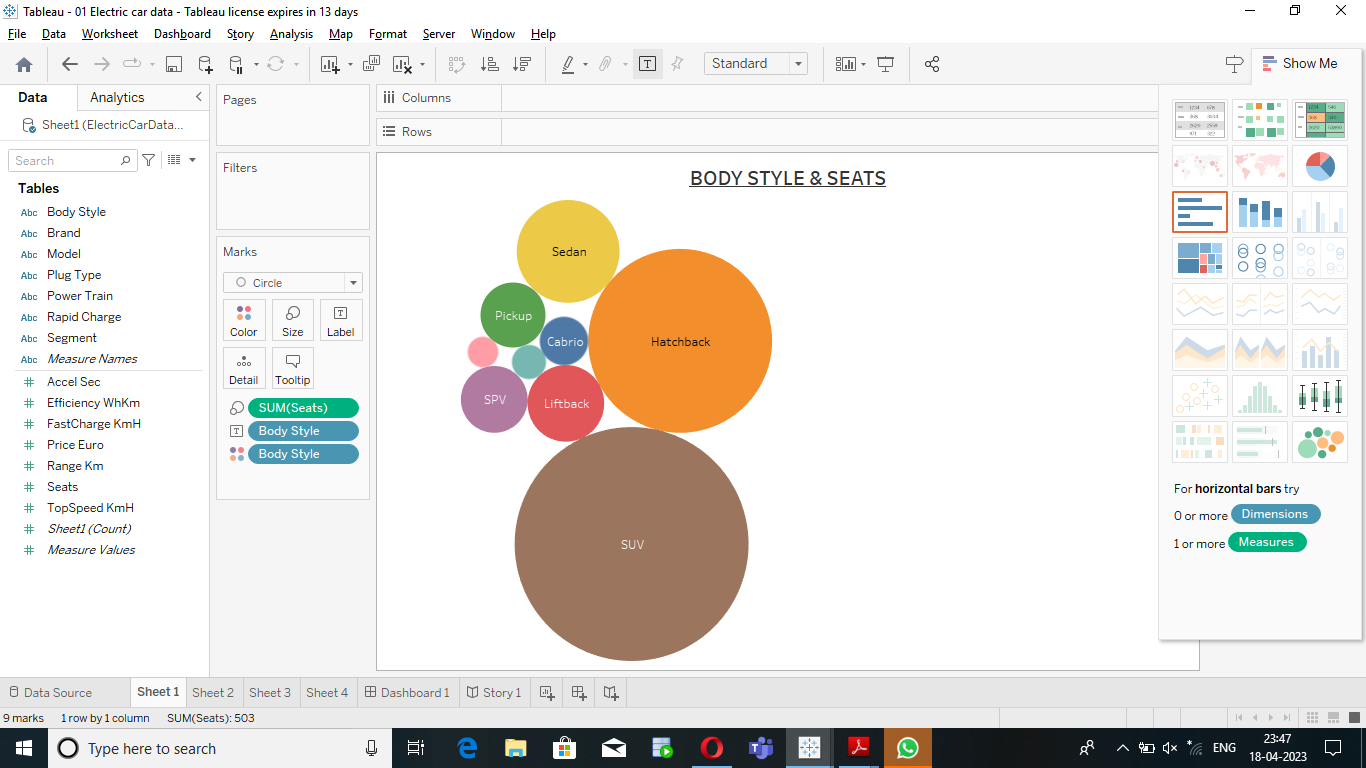 Tableau - 01 Electric car data - Tableau license expires in 13 days
File Data Worksheet Dashboard Story Analysis Map Format Server Window Help
Standard
Show Me
Data Analytics
Sheet1 (ElectricCarData...
Search
Tables
Abc Body Style
Abc Brand
Abc Model
Abc Plug Type
Abc Power Train
Abc Rapid Charge
Abc Segment
Abc Measure Names
Accel Sec
Efficiency WhKm
FastCharge KmH
Price Euro
Range Km
Seats
TopSpeed KmH
Sheet1 (Count)
Measure Values
Pages
Filters
Marks
Circle
Color Size Label
Detail Tooltip
SUM(Seats)
Body Style
Body Style
Columns
Rows
BODY STYLE & SEATS
Sedan
Pickup
Cabrio
Hatchback
SPV
Liftback
SUV
For horizontal bars try
0 or more Dimensions
1 or more Measures
Data Source Sheet 1 Sheet 2 Sheet 3 Sheet 4 Dashboard 1 Story 1
9 marks 1 row by 1 column SUM(Seats): 503
Type here to search
ENG
23:47
18-04-2023